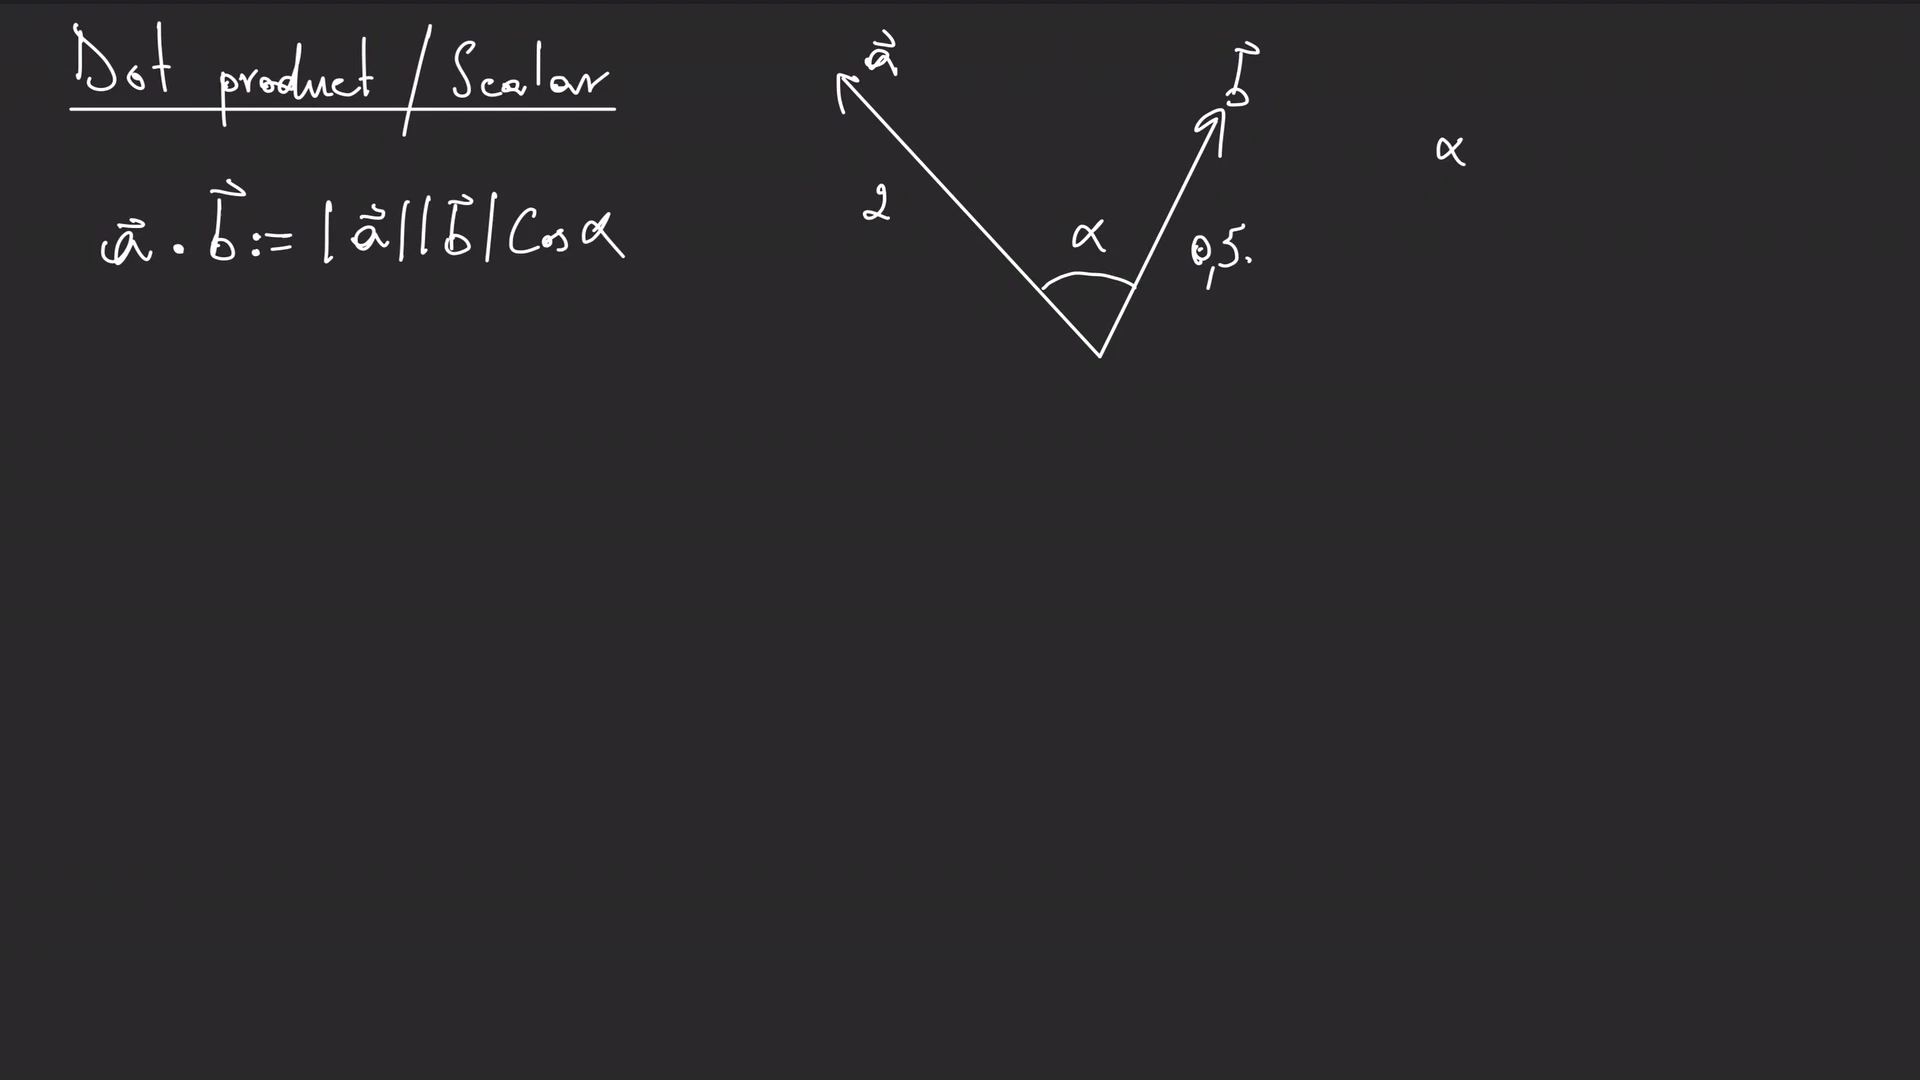 Dot product / Scalar
a⃗ · b⃗ := |a⃗||b⃗| Cos α
a⃗
b⃗
α
2
α
0,5.